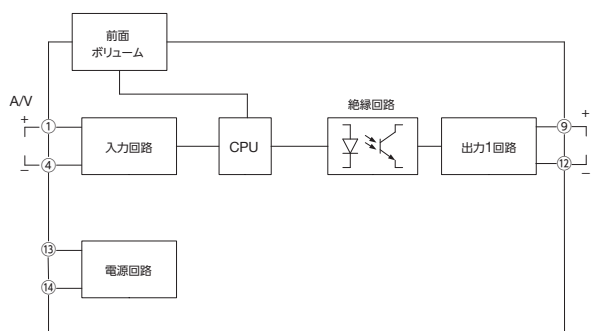 前面
ボリューム
A/V
絶縁回路
+
①
入力回路
CPU
出力1回路
⑨
+
−
④
⑫
−
⑬
電源回路
⑭